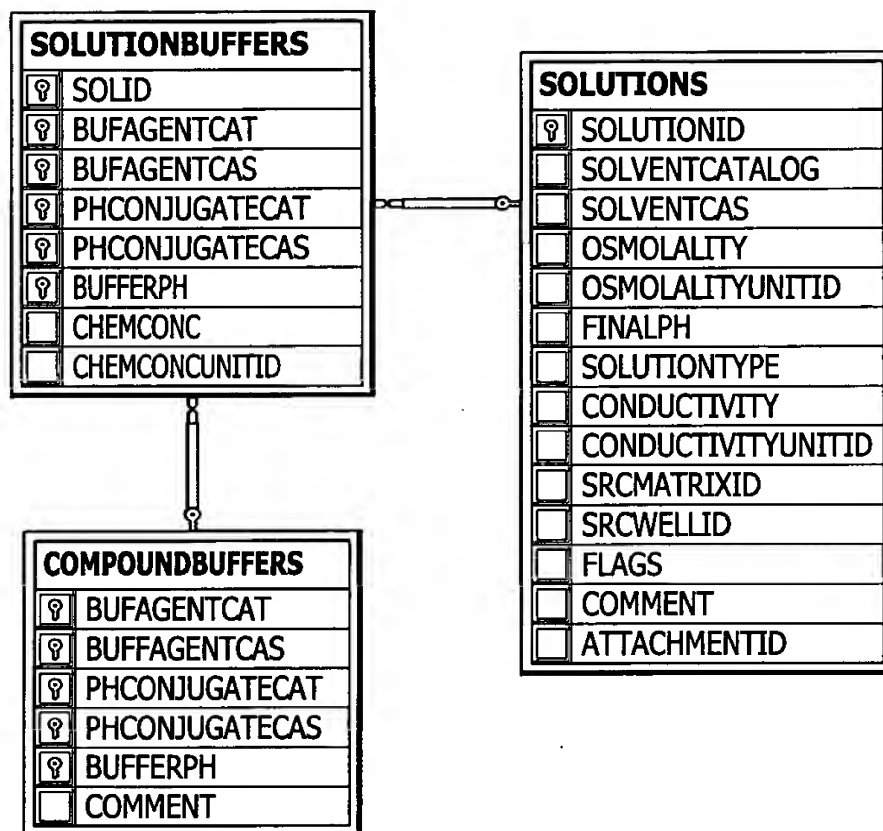 SOLUTIONBUFFERS
SOLID
BUFAGENTCAT
BUFAGENTCAS
PHCONJUGATECAT
PHCONJUGATECAS
BUFFERPH
CHEMCONC
CHEMCONCUNITID
SOLUTIONS
SOLUTIONID
SOLVENTCATALOG
SOLVENTCAS
OSMOLALITY
OSMOLALITYUNITID
FINALPH
SOLUTIONTYPE
CONDUCTIVITY
CONDUCTIVITYUNITID
SRCMATRIXID
SRCWELLID
FLAGS
COMMENT
ATTACHMENTID
COMPOUNDBUFFERS
BUFAGENTCAT
BUFFAGENTCAS
PHCONJUGATECAT
PHCONJUGATECAS
BUFFERPH
COMMENT